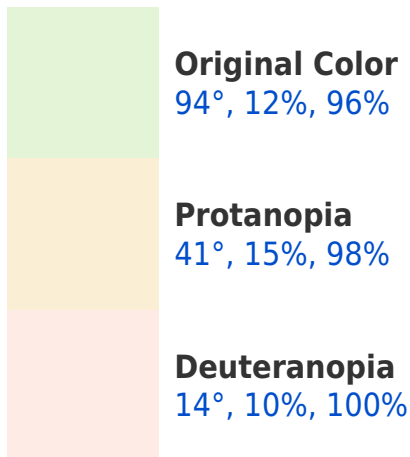 Original Color
94°, 12%, 96%
Protanopia
41°, 15%, 98%
Deuteranopia
14°, 10%, 100%